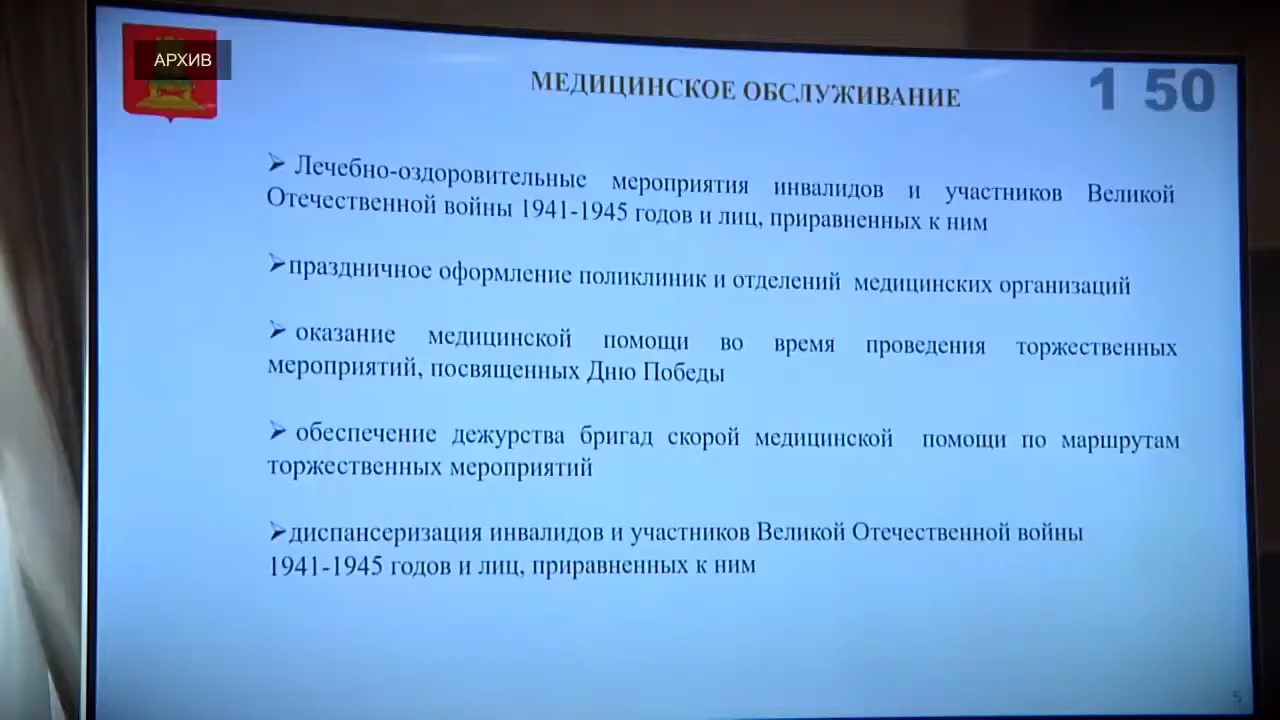 АРХИВ
МЕДИЦИНСКОЕ ОБСЛУЖИВАНИЕ
1 50
➢ Лечебно-оздоровительные мероприятия инвалидов и участников Великой
Отечественной войны 1941-1945 годов и лиц, приравненных к ним
➢праздничное оформление поликлиник и отделений медицинских организаций
➢ оказание медицинской помощи во время проведения торжественных
мероприятий, посвященных Дню Победы
➢ обеспечение дежурства бригад скорой медицинской помощи по маршрутам
торжественных мероприятий
➢диспансеризация инвалидов и участников Великой Отечественной войны
1941-1945 годов и лиц, приравненных к ним
5